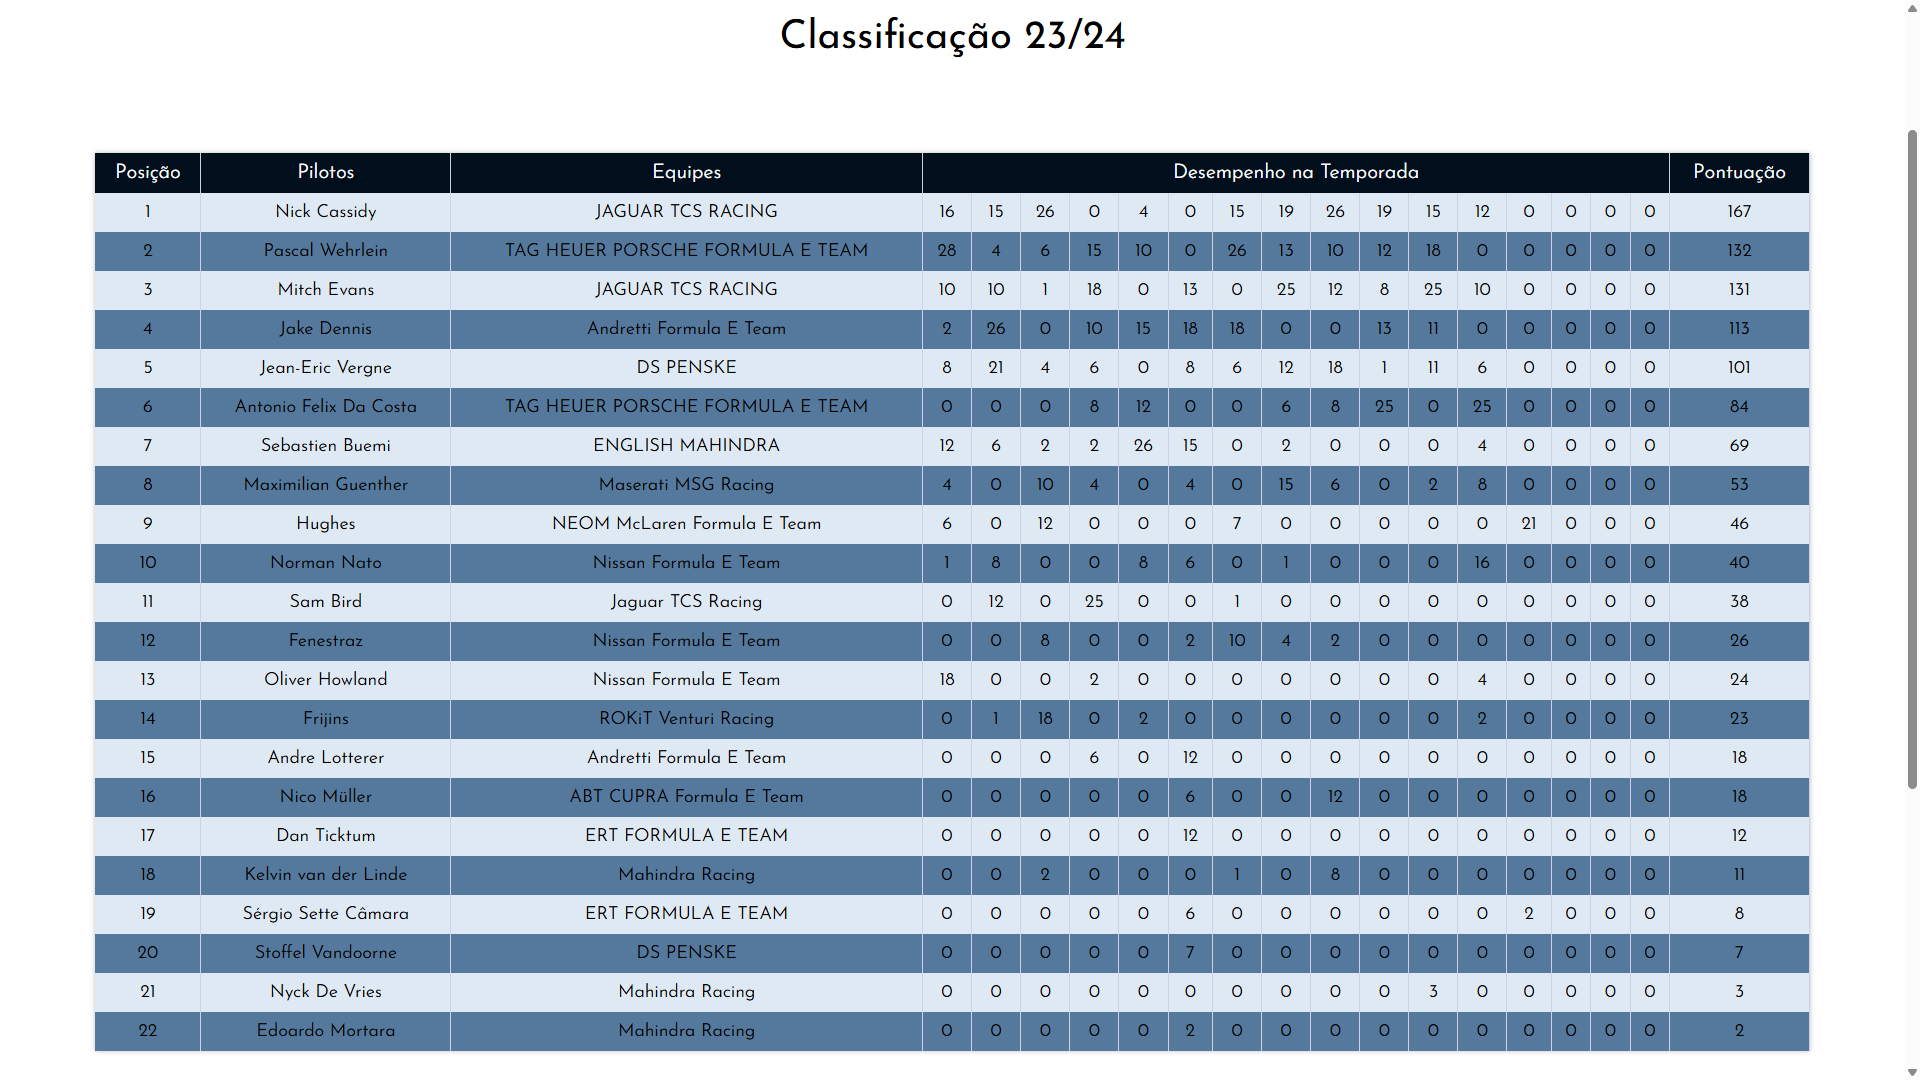 Classificação 23/24
Posição Pilotos Equipes Desempenho na Temporada Pontuação
1 Nick Cassidy JAGUAR TCS RACING 16 15 26 0 4 0 15 19 26 19 15 12 0 0 0 0 167
2 Pascal Wehrlein TAG HEUER PORSCHE FORMULA E TEAM 28 4 6 15 10 0 26 13 10 12 18 0 0 0 0 0 132
3 Mitch Evans JAGUAR TCS RACING 10 10 1 18 0 13 0 25 12 8 25 10 0 0 0 0 131
4 Jake Dennis Andretti Formula E Team 2 26 0 10 15 18 18 0 0 13 11 0 0 0 0 0 113
5 Jean-Eric Vergne DS PENSKE 8 21 4 6 0 8 6 12 18 1 11 6 0 0 0 0 101
6 Antonio Felix Da Costa TAG HEUER PORSCHE FORMULA E TEAM 0 0 0 8 12 0 0 6 8 25 0 25 0 0 0 0 84
7 Sebastien Buemi ENGLISH MAHINDRA 12 6 2 2 26 15 0 2 0 0 0 4 0 0 0 0 69
8 Maximilian Guenther Maserati MSG Racing 4 0 10 4 0 4 0 15 6 0 2 8 0 0 0 0 53
9 Hughes NEOM McLaren Formula E Team 6 0 12 0 0 0 7 0 0 0 0 0 21 0 0 0 46
10 Norman Nato Nissan Formula E Team 1 8 0 0 8 6 0 1 0 0 0 16 0 0 0 0 40
11 Sam Bird Jaguar TCS Racing 0 12 0 25 0 0 1 0 0 0 0 0 0 0 0 0 38
12 Fenestraz Nissan Formula E Team 0 0 8 0 0 2 10 4 2 0 0 0 0 0 0 0 26
13 Oliver Howland Nissan Formula E Team 18 0 0 2 0 0 0 0 0 0 0 4 0 0 0 0 24
14 Frijins ROKiT Venturi Racing 0 1 18 0 2 0 0 0 0 0 0 2 0 0 0 0 23
15 Andre Lotterer Andretti Formula E Team 0 0 0 6 0 12 0 0 0 0 0 0 0 0 0 0 18
16 Nico Müller ABT CUPRA Formula E Team 0 0 0 0 0 6 0 0 12 0 0 0 0 0 0 0 18
17 Dan Ticktum ERT FORMULA E TEAM 0 0 0 0 0 12 0 0 0 0 0 0 0 0 0 0 12
18 Kelvin van der Linde Mahindra Racing 0 0 2 0 0 0 1 0 8 0 0 0 0 0 0 0 11
19 Sérgio Sette Câmara ERT FORMULA E TEAM 0 0 0 0 0 6 0 0 0 0 0 0 2 0 0 0 8
20 Stoffel Vandoorne DS PENSKE 0 0 0 0 0 7 0 0 0 0 0 0 0 0 0 0 7
21 Nyck De Vries Mahindra Racing 0 0 0 0 0 0 0 0 0 0 3 0 0 0 0 0 3
22 Edoardo Mortara Mahindra Racing 0 0 0 0 0 2 0 0 0 0 0 0 0 0 0 0 2